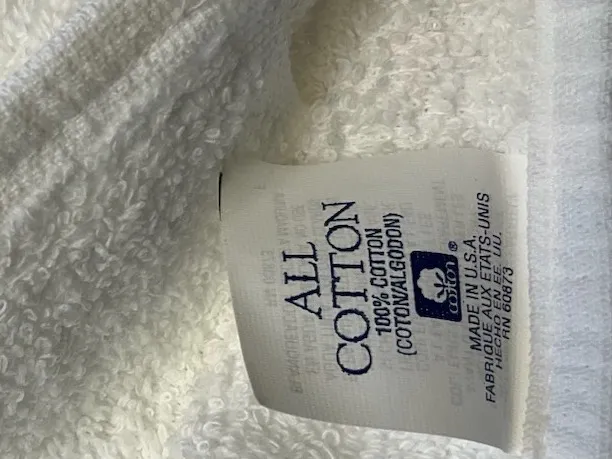 ALL
COTTON
100% COTTON
(COTON/ALGODON)
cotton ®
MADE IN U.S.A.
FABRIQUE AUX ETATS-UNIS
HECHO EN EE. UU.
RN 60873